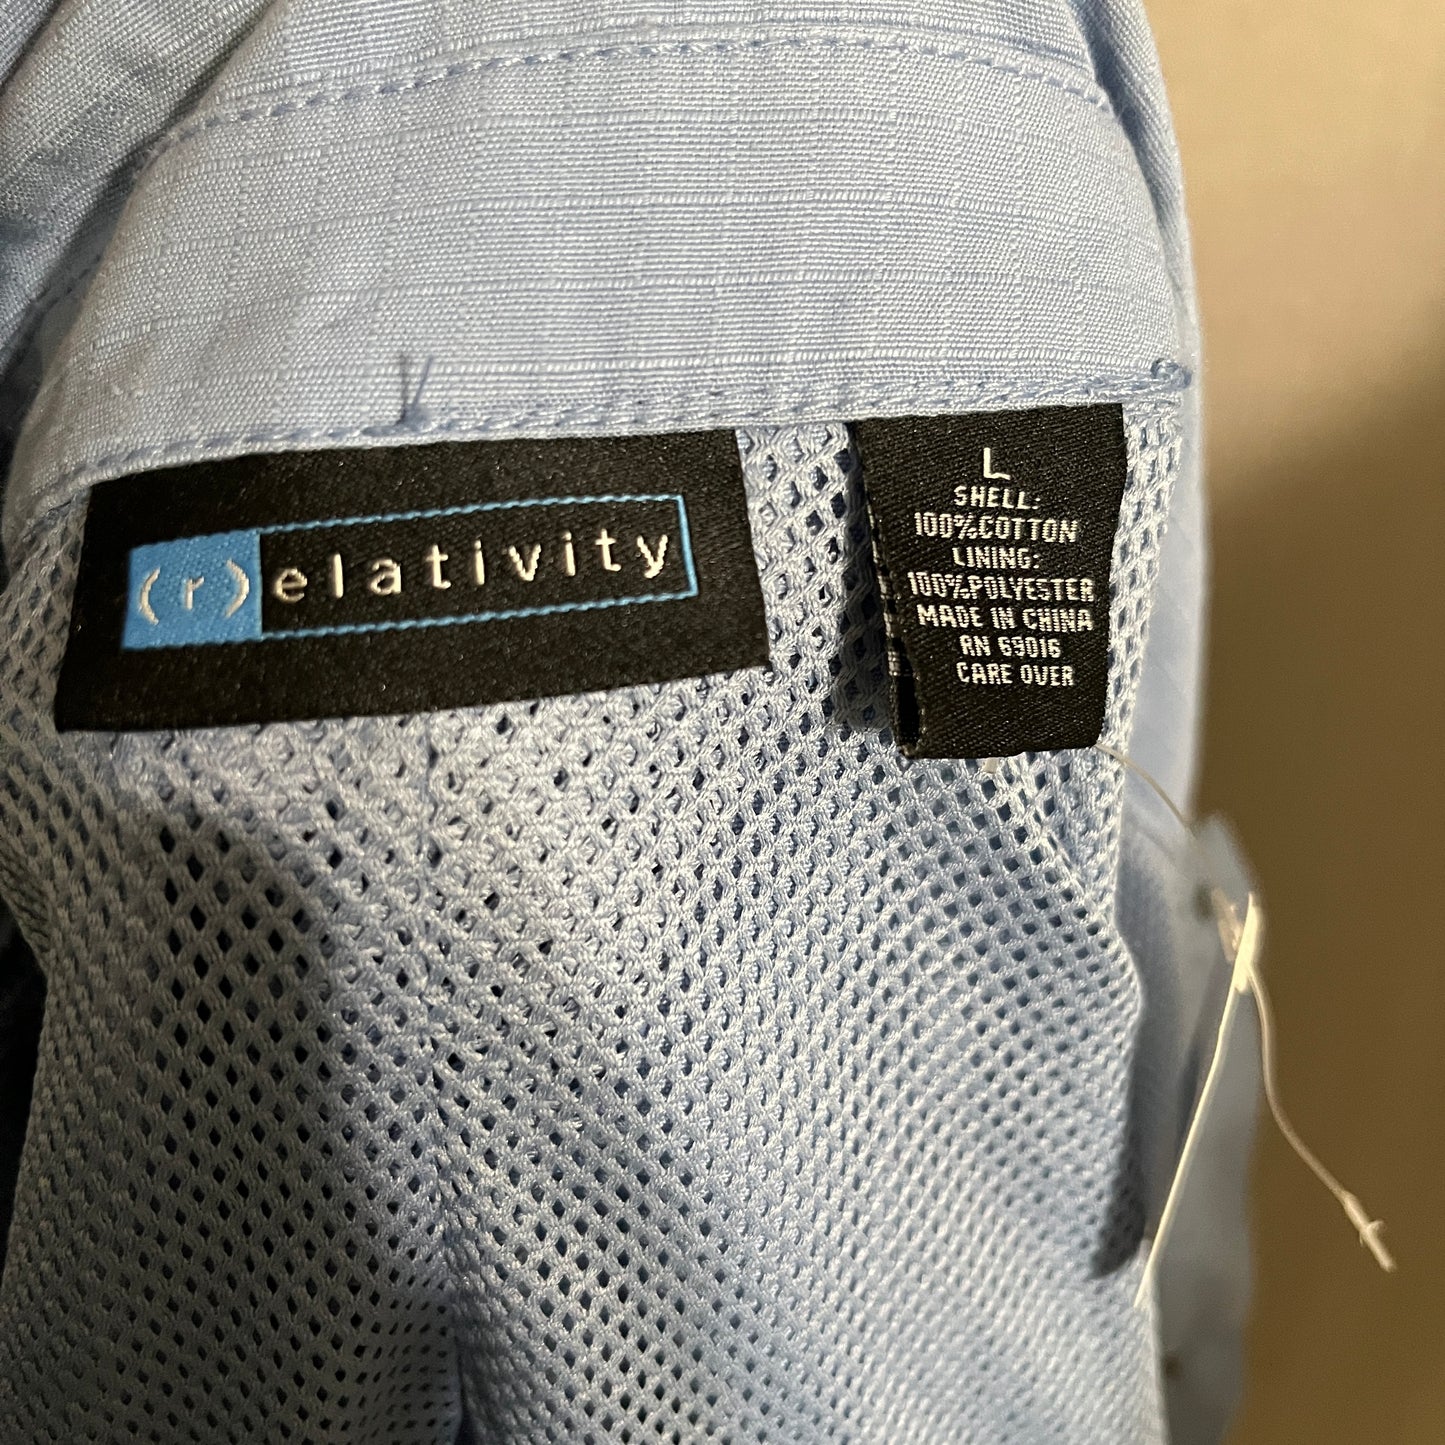 (r)elativity
L
SHELL:
100%COTTON
LINING:
100%POLYESTER
MADE IN CHINA
RN 69016
CARE OVER